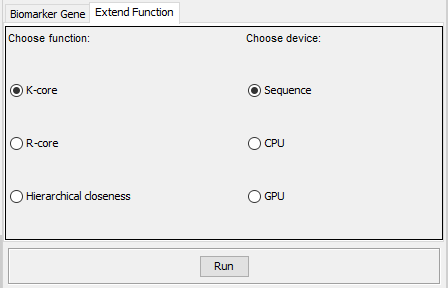 Biomarker Gene Extend Function
Choose function: Choose device:
K-core Sequence
R-core CPU
Hierarchical closeness GPU
Run